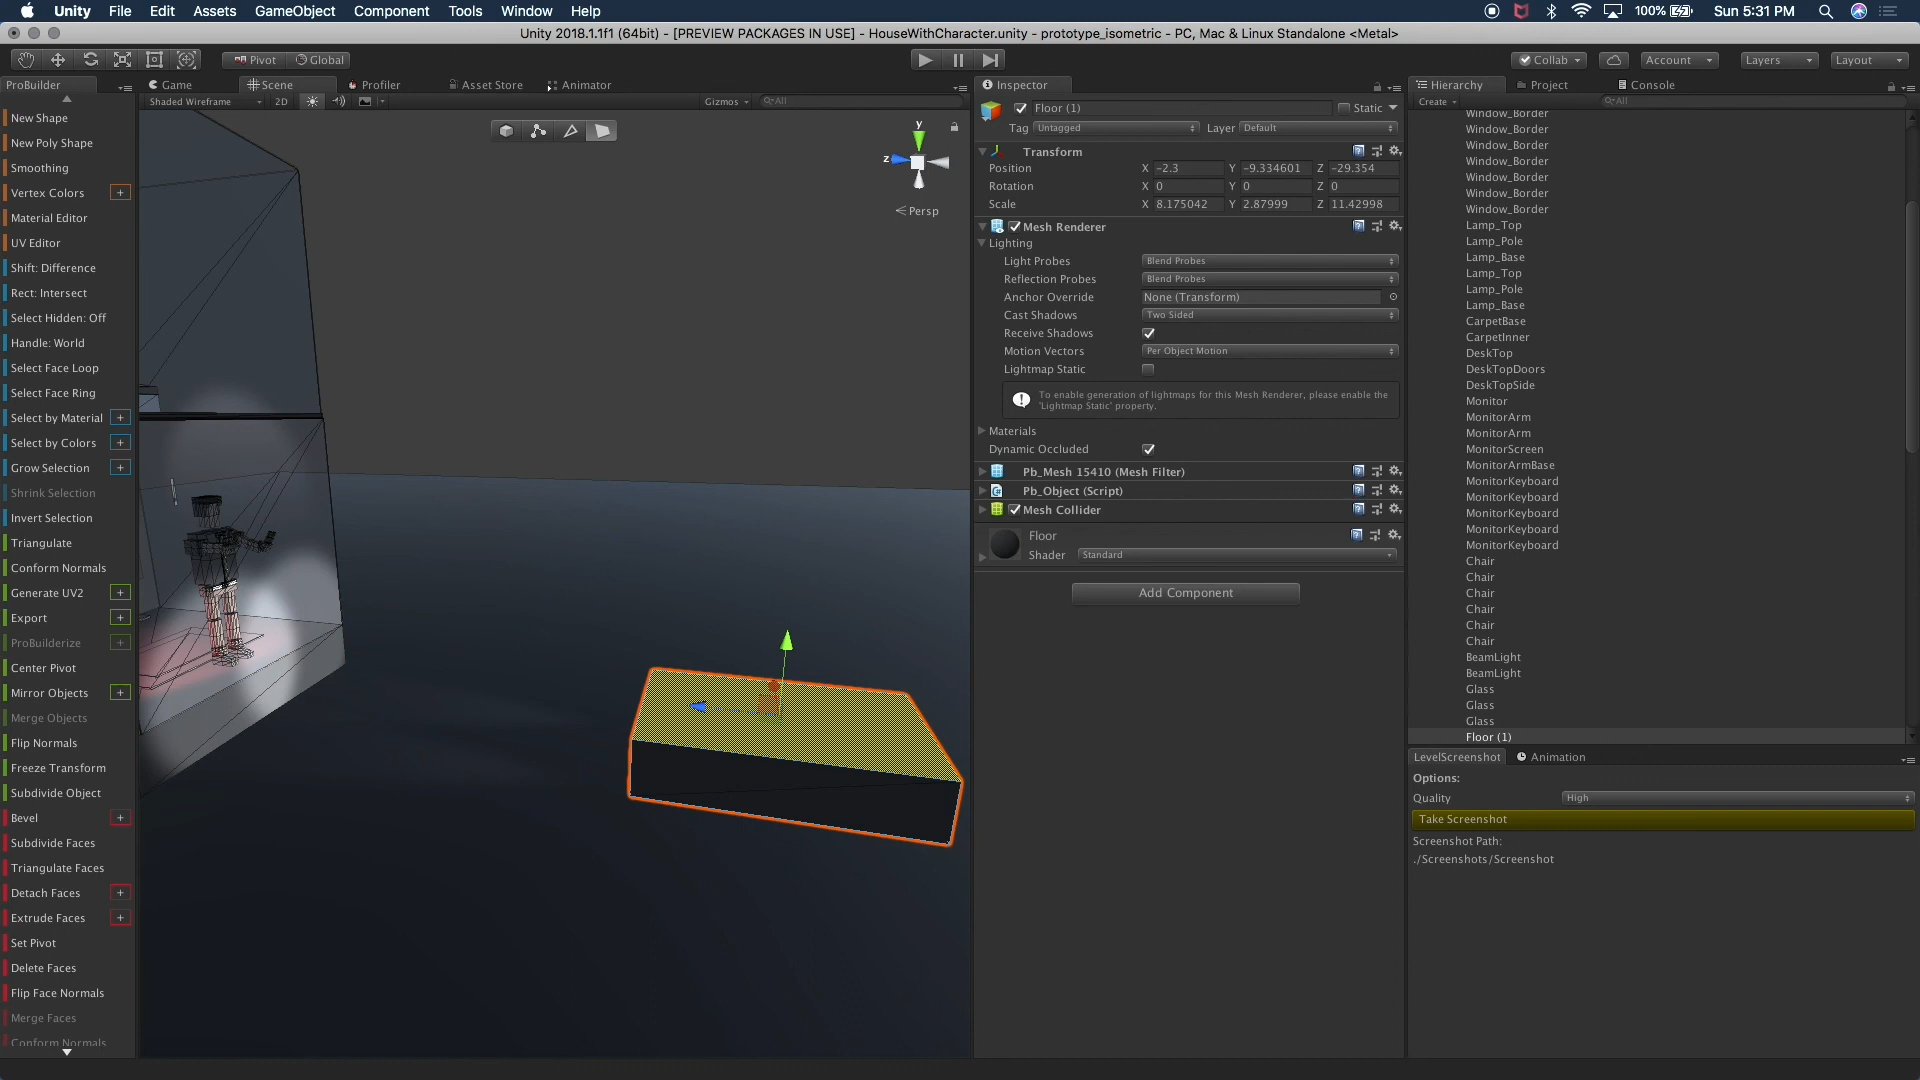 Unity File Edit Assets GameObject Component Tools Window Help 100% Sun 5:31 PM
Unity 2018.1.1f1 (64bit) - [PREVIEW PACKAGES IN USE] - HouseWithCharacter.unity - prototype_isometric - PC, Mac & Linux Standalone <Metal>
Pivot Global Collab Account Layers Layout
ProBuilder
New Shape
New Poly Shape
Smoothing
Vertex Colors +
Material Editor
UV Editor
Shift: Difference
Rect: Intersect
Select Hidden: Off
Handle: World
Select Face Loop
Select Face Ring
Select by Material +
Select by Colors +
Grow Selection +
Shrink Selection
Invert Selection
Triangulate
Conform Normals
Generate UV2 +
Export +
ProBuilderize +
Center Pivot
Mirror Objects +
Merge Objects
Flip Normals
Freeze Transform
Subdivide Object
Bevel +
Subdivide Faces
Triangulate Faces
Detach Faces +
Extrude Faces +
Set Pivot
Delete Faces
Flip Face Normals
Merge Faces
Conform Normals
Game Scene Profiler Asset Store Animator
Shaded Wireframe 2D Gizmos All
y
z
Persp
Inspector
Floor (1) Static
Tag Untagged Layer Default
Transform
Position X -2.3 Y -9.334601 Z -29.354
Rotation X 0 Y 0 Z 0
Scale X 8.175042 Y 2.87999 Z 11.42998
Mesh Renderer
Lighting
Light Probes Blend Probes
Reflection Probes Blend Probes
Anchor Override None (Transform)
Cast Shadows Two Sided
Receive Shadows
Motion Vectors Per Object Motion
Lightmap Static
To enable generation of lightmaps for this Mesh Renderer, please enable the
'Lightmap Static' property.
Materials
Dynamic Occluded
Pb_Mesh 15410 (Mesh Filter)
Pb_Object (Script)
Mesh Collider
Floor
Shader Standard
Add Component
Hierarchy Project Console
Create All
Window_Border
Window_Border
Window_Border
Window_Border
Window_Border
Window_Border
Window_Border
Lamp_Top
Lamp_Pole
Lamp_Base
Lamp_Top
Lamp_Pole
Lamp_Base
CarpetBase
CarpetInner
DeskTop
DeskTopDoors
DeskTopSide
Monitor
MonitorArm
MonitorArm
MonitorScreen
MonitorArmBase
MonitorKeyboard
MonitorKeyboard
MonitorKeyboard
MonitorKeyboard
MonitorKeyboard
Chair
Chair
Chair
Chair
Chair
Chair
BeamLight
BeamLight
Glass
Glass
Glass
Floor (1)
LevelScreenshot Animation
Options:
Quality High
Take Screenshot
Screenshot Path:
./Screenshots/Screenshot